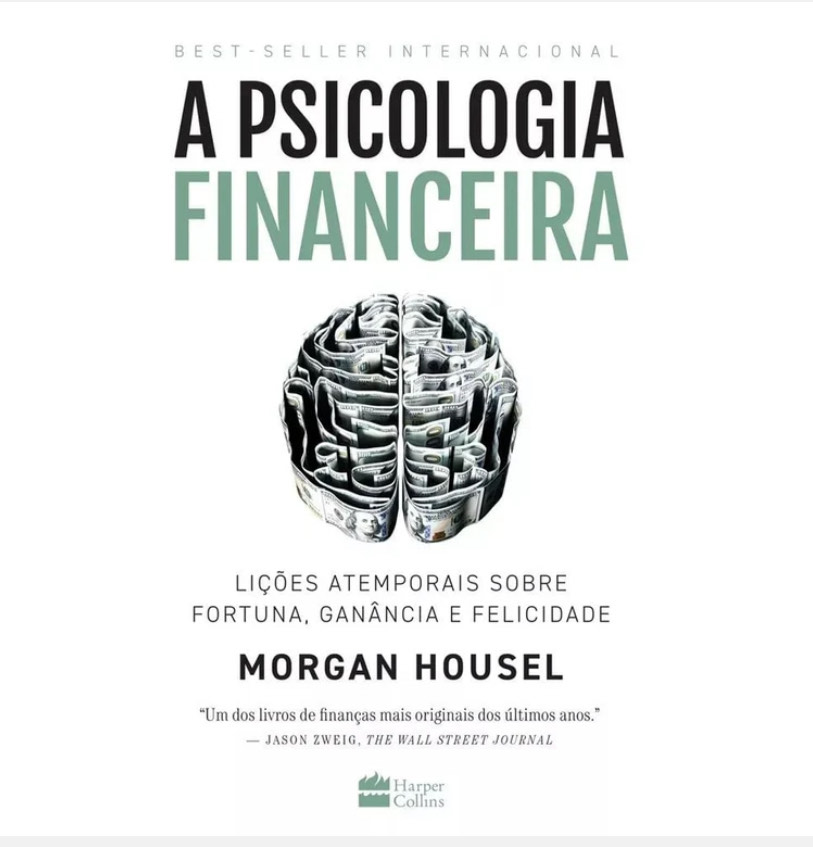 BEST-SELLER INTERNACIONAL
A PSICOLOGIA
FINANCEIRA
LIÇÕES ATEMPORAIS SOBRE
FORTUNA, GANÂNCIA E FELICIDADE
MORGAN HOUSEL
“Um dos livros de finanças mais originais dos últimos anos.”
— JASON ZWEIG, THE WALL STREET JOURNAL
Harper
Collins